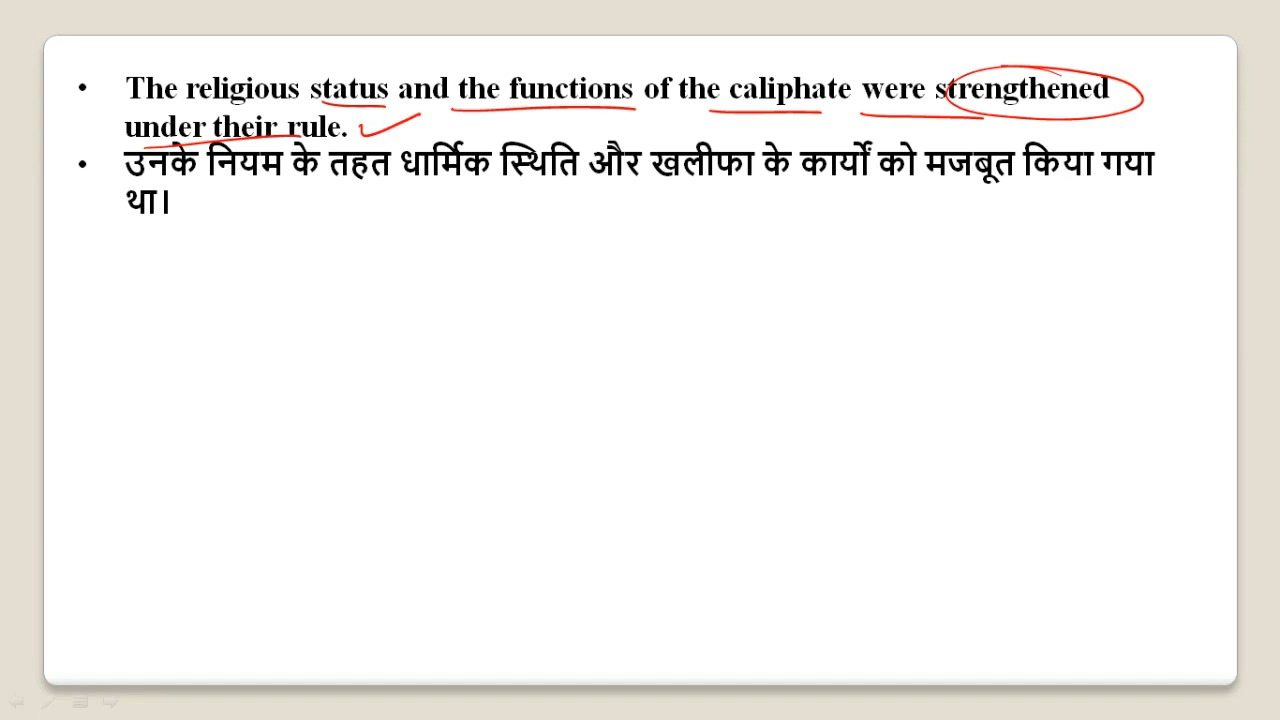 • The religious status and the functions of the caliphate were strengthened
under their rule.
• उनके नियम के तहत धार्मिक स्थिति और खलीफा के कार्यों को मजबूत किया गया
था।